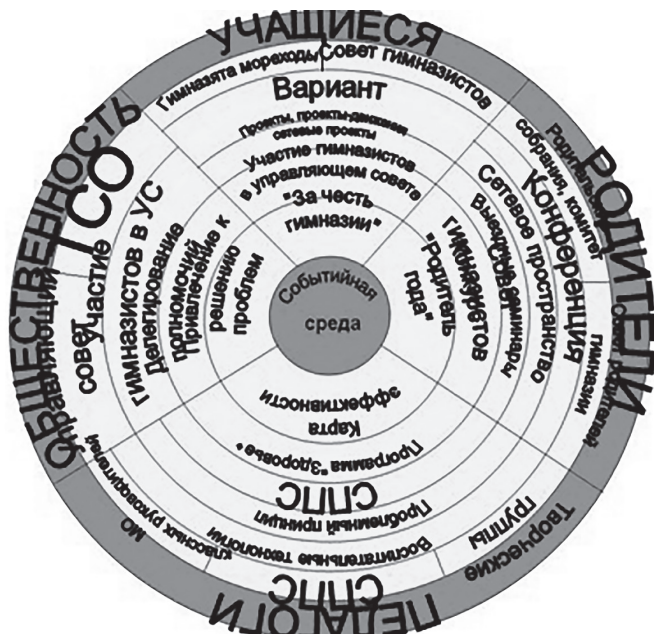 УЧАЩИЕСЯ
Гимназята мореходы
Совет гимназистов
Вариант
Проекты, проекты-движения
сетевые проекты
Участие гимназистов
в управляющем совете
"За честь
гимназии"
РОДИТЕЛИ
собрания, комитет
Конференция
Сетевое пространство
Выездные семинары
гимназистов
"Родитель
года"
родителей
гимназии
Событийная
среда
ОБЩЕСТВЕННОСТЬ
ТСО
Участие
гимназистов в УС
Делегирование
полномочий
Привлечение к
решению
проблем
Управляющий
совет
ПЕДАГОГИ
Творческие
группы
МО
классных руководителей
СППС
Воспитательные технологии
Проблемный принцип
СППС
Программа "Здоровье"
Карта
эффективности